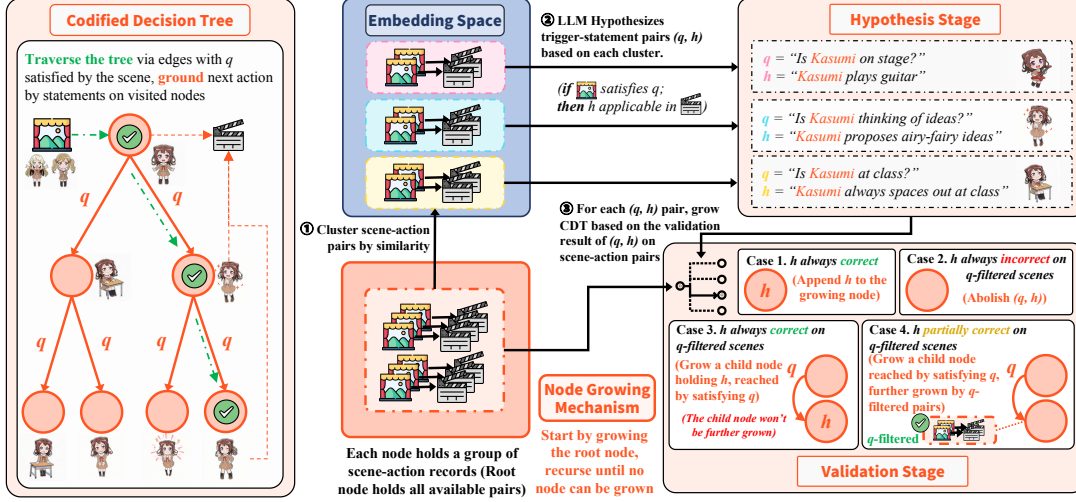 Codified Decision Tree
Traverse the tree via edges with q
satisfied by the scene, ground next action
by statements on visited nodes
q
q
q
q
q
q
Embedding Space
② LLM Hypothesizes
trigger-statement pairs (q, h)
based on each cluster.
(if satisfies q;
then h applicable in )
Hypothesis Stage
q = “Is Kasumi on stage?”
h = “Kasumi plays guitar”
q = “Is Kasumi thinking of ideas?”
h = “Kasumi proposes airy-fairy ideas”
q = “Is Kasumi at class?”
h = “Kasumi always spaces out at class”
① Cluster scene-action
pairs by similarity
③ For each (q, h) pair, grow
CDT based on the validation
result of (q, h) on
scene-action pairs
Each node holds a group of
scene-action records (Root
node holds all available pairs)
Node Growing
Mechanism
Start by growing
the root node,
recurse until no
node can be grown
Case 1. h always correct
h
(Append h to the
growing node)
Case 2. h always incorrect on
q-filtered scenes
(Abolish (q, h))
Case 3. h always correct on
q-filtered scenes
(Grow a child node
holding h, reached
by satisfying q)
(The child node won’t
be further grown)
q
h
Case 4. h partially correct on
q-filtered scenes
(Grow a child node
reached by satisfying q,
further grown by q-
filtered pairs)
q
q-filtered
Validation Stage